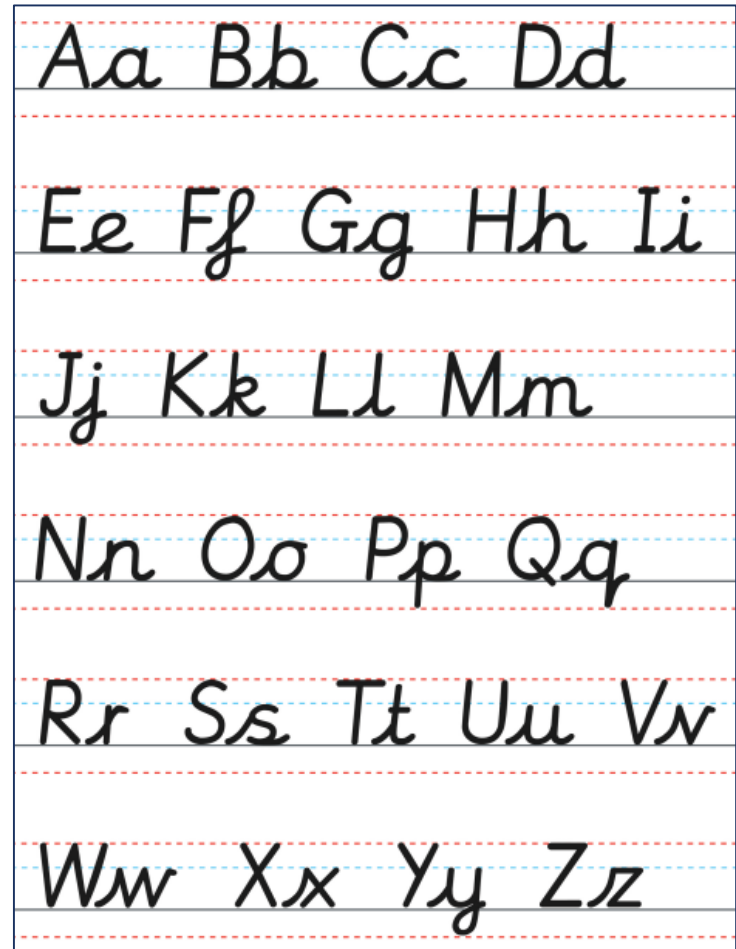 Aa Bb Cc Dd
Ee Ff Gg Hh Ii
Jj Kk Ll Mm
Nn Oo Pp Qq
Rr Ss Tt Uu Vv
Ww Xx Yy Zz